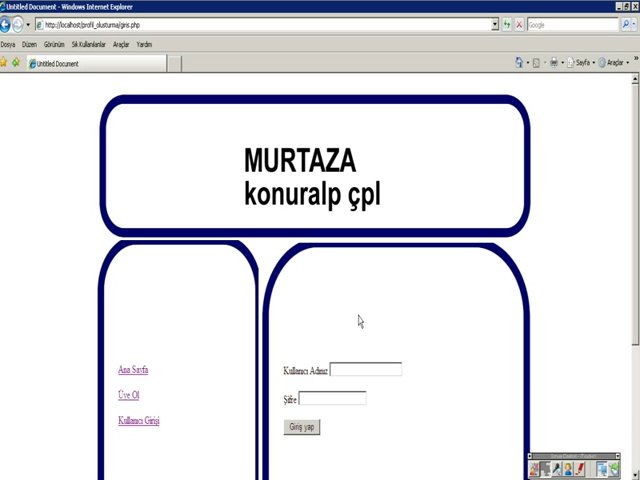 Untitled Document - Windows Internet Explorer
http://localhost/profil_olusturma/giris.php
Google
Dosya Düzen Görünüm Sık Kullanılanlar Araçlar Yardım
Untitled Document
Sayfa Araçlar
MURTAZA
konuralp çpl
Ana Sayfa
Üye Ol
Kullanıcı Girişi
Kullanıcı Adınız
Şifre
Giriş yap